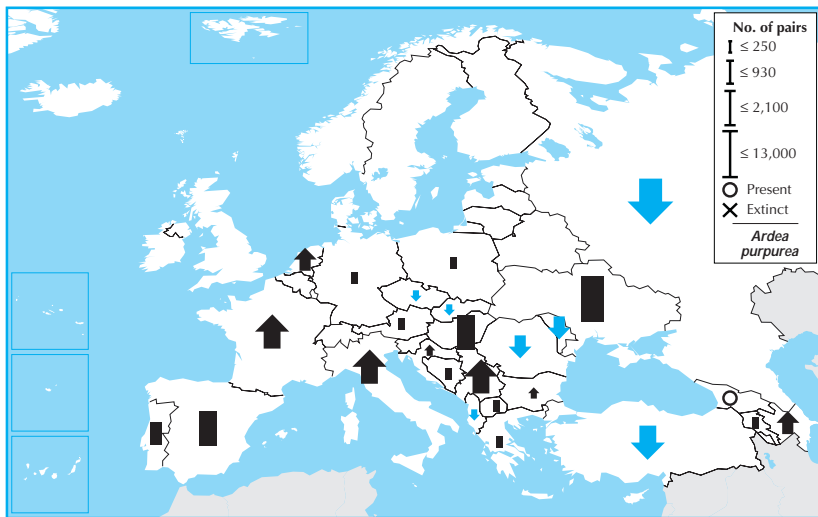 No. of pairs
≤ 250
≤ 930
≤ 2,100
≤ 13,000
Present
Extinct
Ardea
purpurea